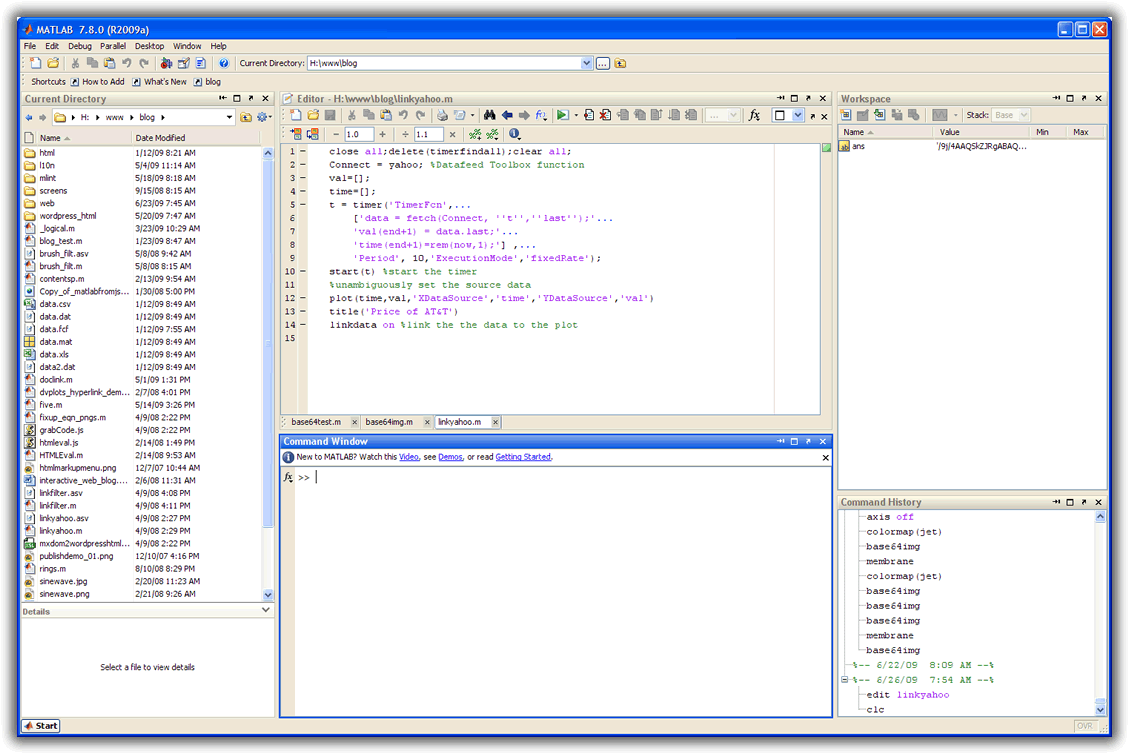 MATLAB 7.8.0 (R2009a)
File Edit Debug Parallel Desktop Window Help
Current Directory: H:\www\blog
Shortcuts How to Add What's New blog
Current Directory
H: www blog
Name Date Modified
html 1/12/09 8:21 AM
l10n 5/4/09 11:14 AM
mlint 5/18/09 8:18 AM
screens 9/15/08 8:15 AM
web 6/23/09 7:45 AM
wordpress_html 5/20/09 7:47 AM
_logical.m 3/23/09 10:29 AM
blog_test.m 1/23/09 8:47 AM
brush_filt.asv 5/8/08 9:42 AM
brush_filt.m 5/8/08 8:15 AM
contentsp.m 2/13/09 9:54 AM
Copy_of_matlabfromjs... 1/30/08 5:00 PM
data.csv 1/12/09 8:49 AM
data.dat 1/12/09 8:49 AM
data.fcf 1/12/09 7:55 AM
data.mat 1/12/09 8:49 AM
data.xls 1/12/09 8:49 AM
data2.dat 1/12/09 8:49 AM
doclink.m 5/1/09 1:31 PM
dvplots_hyperlink_dem... 2/7/08 4:01 PM
five.m 5/14/09 3:26 PM
fixup_eqn_pngs.m 4/9/08 2:22 PM
grabCode.js 4/9/08 2:22 PM
htmleval.js 2/14/08 1:49 PM
HTMLEval.m 2/14/08 9:53 AM
htmlmarkupmenu.png 12/7/07 10:44 AM
interactive_web_blog.... 2/6/08 11:31 AM
linkfilter.asv 4/9/08 4:08 PM
linkfilter.m 4/9/08 4:11 PM
linkyahoo.asv 4/9/08 2:27 PM
linkyahoo.m 4/9/08 2:29 PM
mxdom2wordpresshtml... 4/9/08 2:22 PM
publishdemo_01.png 12/10/07 4:16 PM
rings.m 8/10/08 8:29 PM
sinewave.jpg 2/20/08 11:23 AM
sinewave.png 2/21/08 9:26 AM
Details
Select a file to view details
Start
Editor - H:\www\blog\linkyahoo.m
... fx
− 1.0 + ÷ 1.1 ×
1 − close all;delete(timerfindall);clear all;
2 − Connect = yahoo; %Datafeed Toolbox function
3 − val=[];
4 − time=[];
5 − t = timer('TimerFcn',...
6 ['data = fetch(Connect, ''t'',''last'');'...
7 'val(end+1) = data.last;'...
8 'time(end+1)=rem(now,1);'] ,...
9 'Period', 10,'ExecutionMode','fixedRate');
10 − start(t) %start the timer
11 %unambiguously set the source data
12 − plot(time,val,'XDataSource','time','YDataSource','val')
13 − title('Price of AT&T')
14 − linkdata on %link the the data to the plot
15
base64test.m base64img.m linkyahoo.m
Command Window
New to MATLAB? Watch this Video, see Demos, or read Getting Started.
fx >>
Workspace
Stack: Base
Name Value Min Max
ans '/9j/4AAQSkZJRgABAQ...
Command History
axis off
colormap(jet)
base64img
membrane
colormap(jet)
base64img
base64img
base64img
membrane
base64img
%-- 6/22/09 8:09 AM --%
%-- 6/26/09 7:54 AM --%
edit linkyahoo
clc
OVR